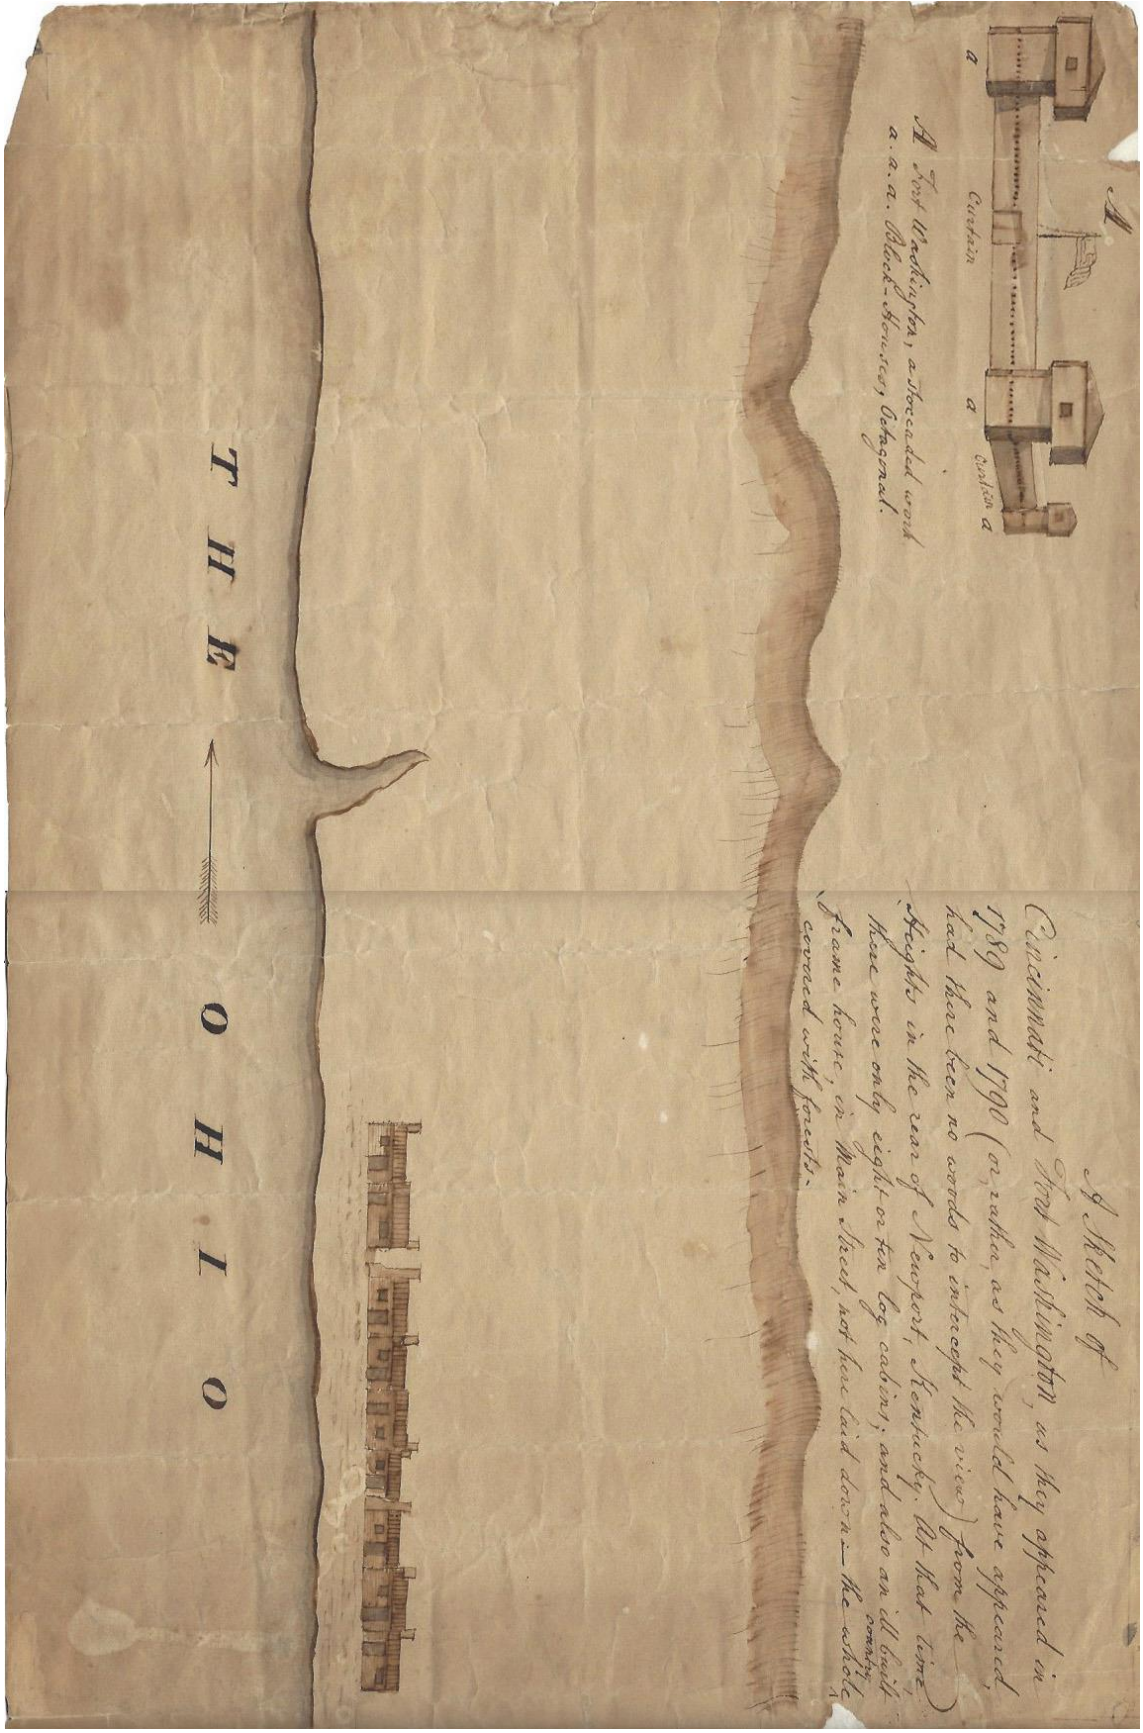 A Sketch of
Cincinnati and Fort Washington, as they appeared in
1789 and 1790 (or rather, as they would have appeared,
had there been no woods to intercept the view) from the
Heights in the rear of Newport, Kentucky. At that time,
there were only eight or ten log cabins; and also an ill built
frame house, in Main Street, not here laid down — the whole country
covered with forests.
A
a Curtain a Curtain a
A Fort Washington, a stoccaded work
a. a. a. Block-Houses, Octagonal.
THE OHIO